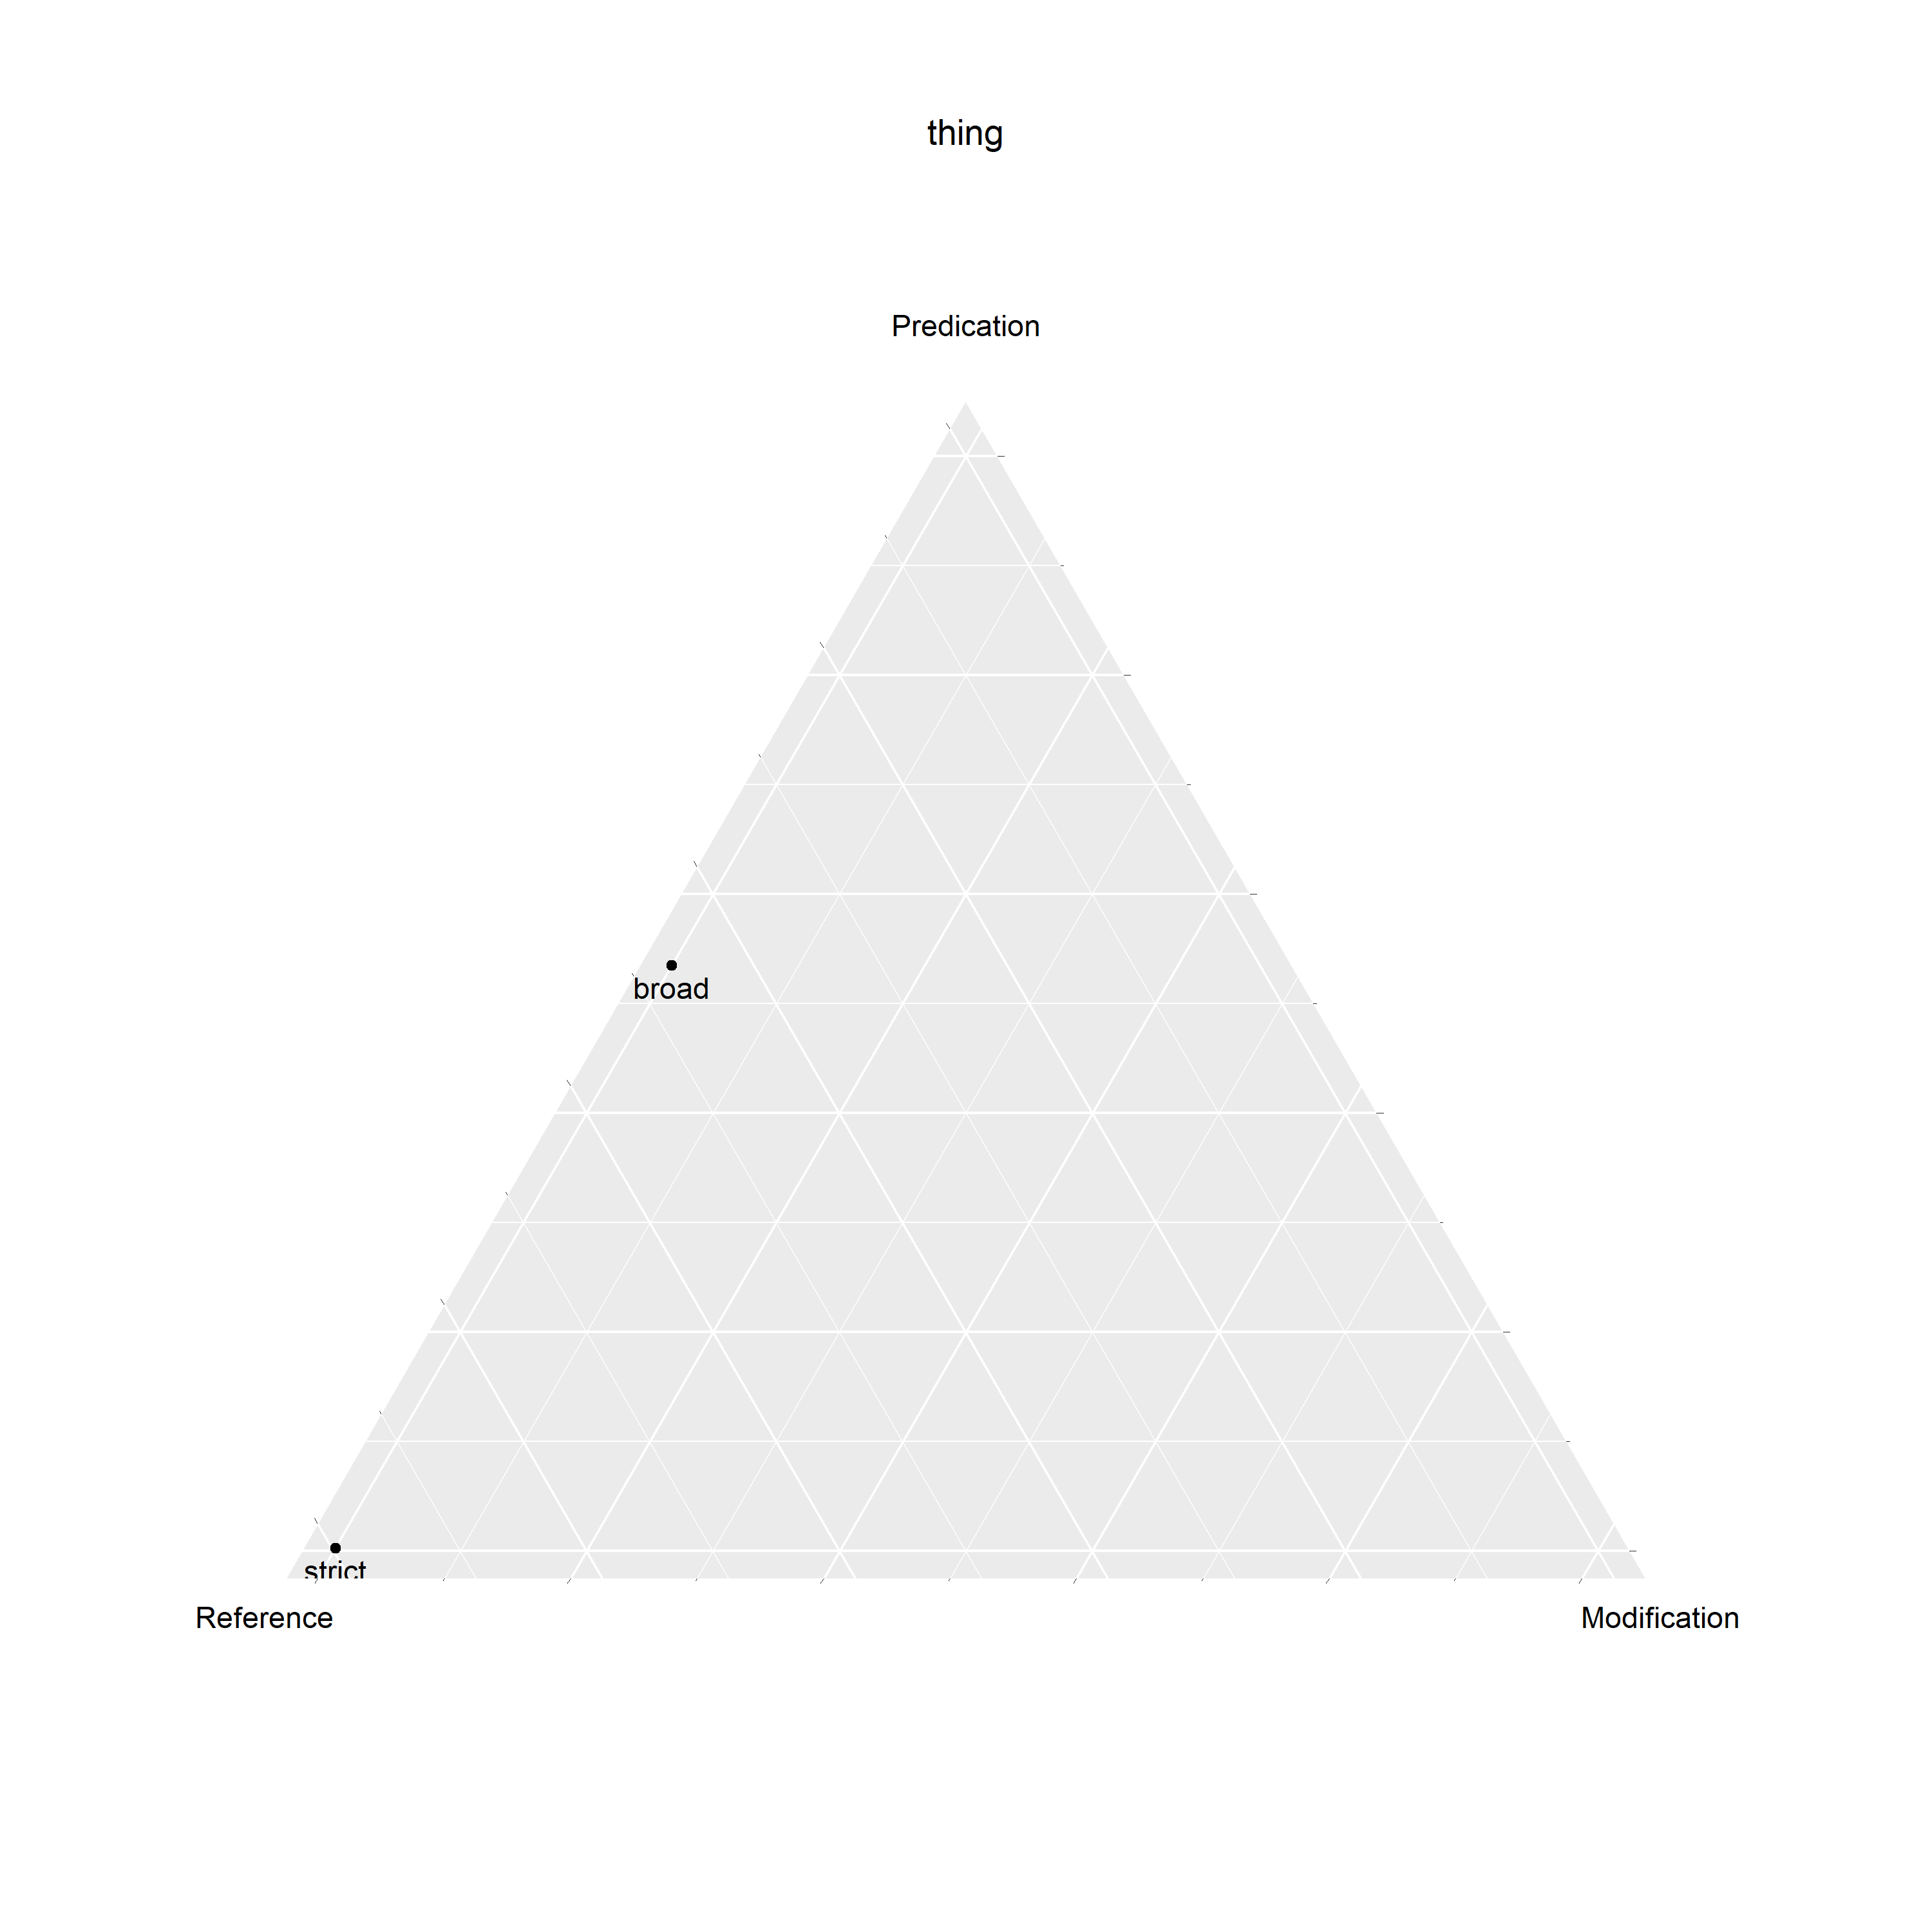 thing
Predication
broad
strict
Reference
Modification